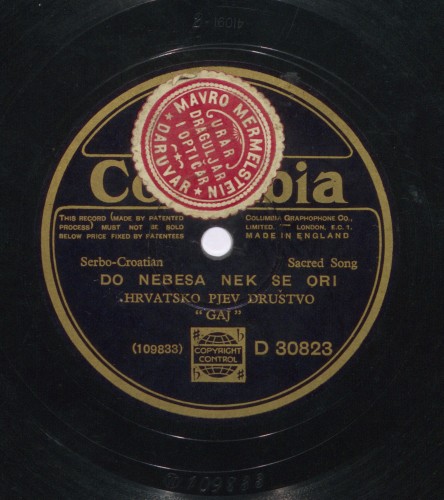 MAVRO MERMELSTEIN
URAR
DRAGULJAR
I OPTIČAR
★ DARUVAR ★
Columbia
THIS RECORD (MADE BY PATENTED
PROCESS) MUST NOT BE SOLD
BELOW PRICE FIXED BY PATENTEES
COLUMBIA GRAPHOPHONE CO.,
LIMITED. LONDON, E.C. 1.
MADE IN ENGLAND
Serbo-Croatian
Sacred Song
DO NEBESA NEK SE ORI
HRVATSKO PJEV DRUSTVO
"GAJ"
(109833)
COPYRIGHT
CONTROL
D 30823
109833